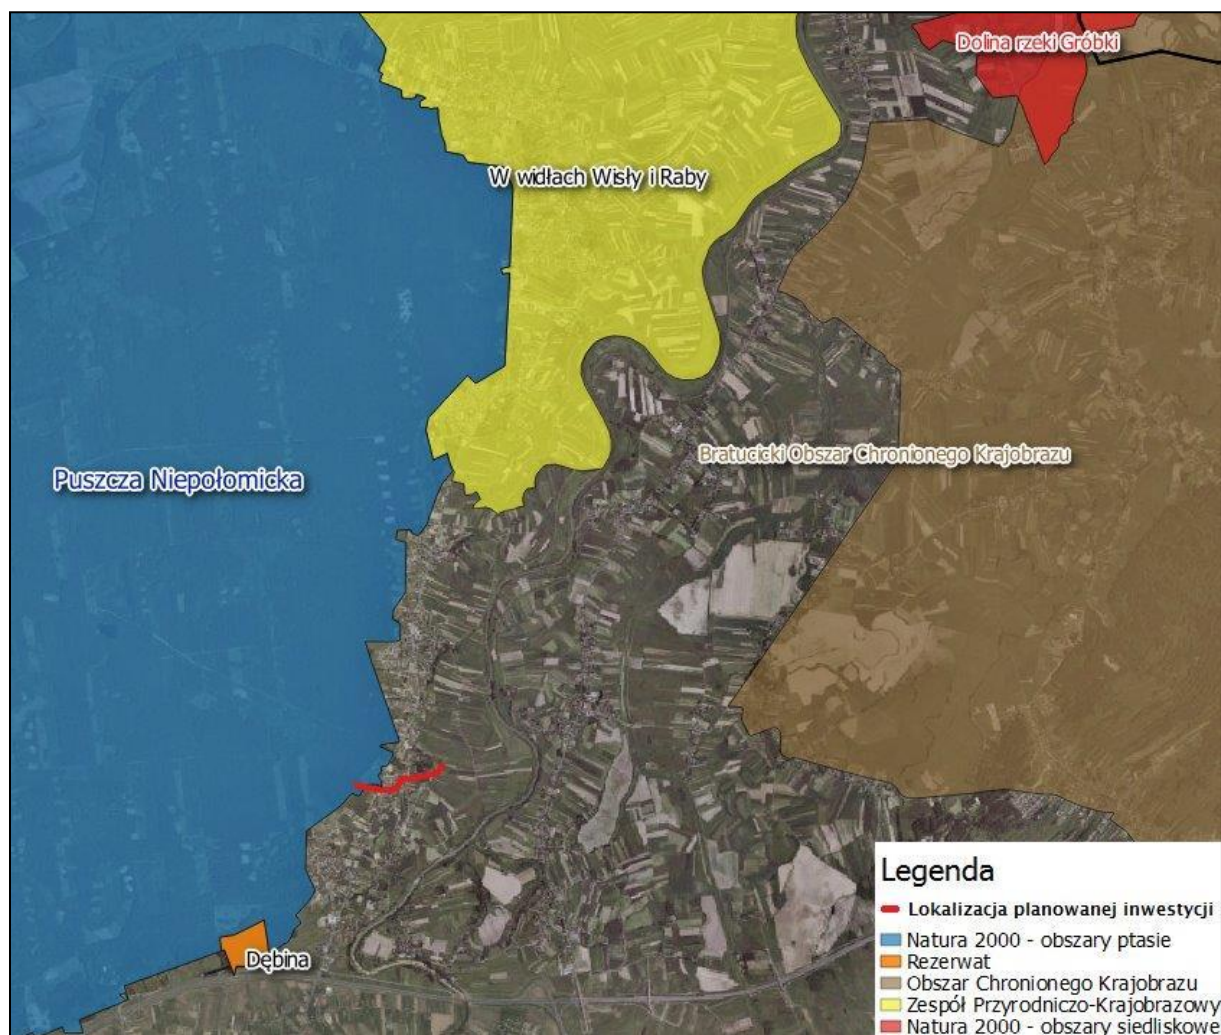 Dolina rzeki Gróbki
W widłach Wisły i Raby
Bratucicki Obszar Chronionego Krajobrazu
Puszcza Niepołomicka
Dębina
Legenda
Lokalizacja planowanej inwestycji
Natura 2000 - obszary ptasie
Rezerwat
Obszar Chronionego Krajobrazu
Zespół Przyrodniczo-Krajobrazowy
Natura 2000 - obszary siedliskowe